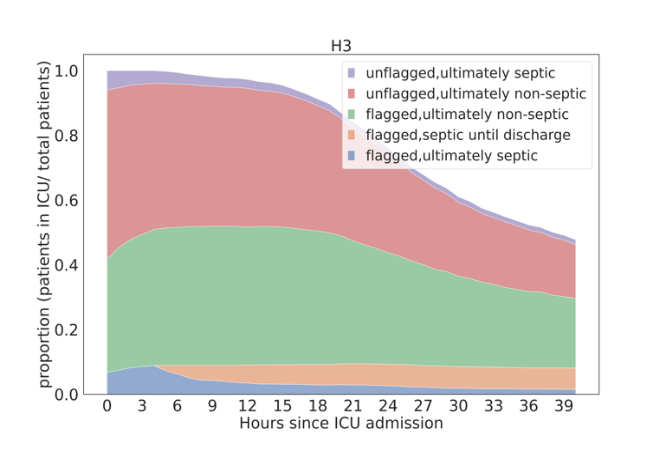 H3
proportion (patients in ICU/ total patients)
1.0
0.8
0.6
0.4
0.2
0.0
unflagged,ultimately septic
unflagged,ultimately non-septic
flagged,ultimately non-septic
flagged,septic until discharge
flagged,ultimately septic
0 3 6 9 12 15 18 21 24 27 30 33 36 39
Hours since ICU admission